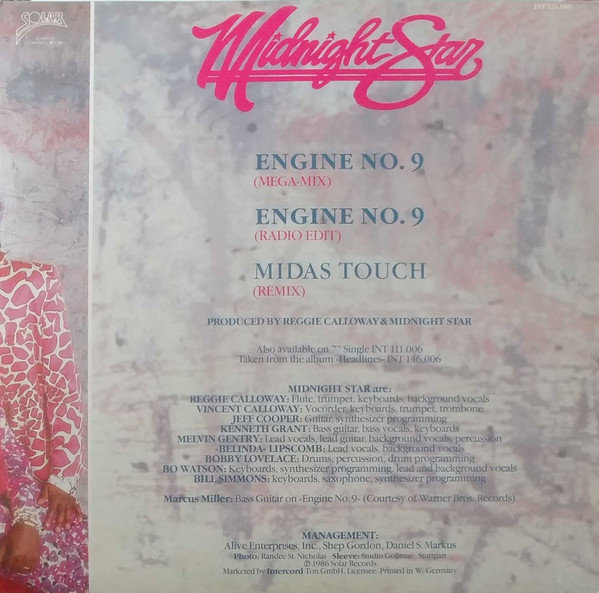 SOLAR
Midnight Star
INT 126.006
ENGINE NO. 9
(MEGA-MIX)
ENGINE NO. 9
(RADIO EDIT)
MIDAS TOUCH
(REMIX)
PRODUCED BY REGGIE CALLOWAY & MIDNIGHT STAR
Also available on 7" Single INT 111 006
Taken from the album -Headlines- INT 146.006
MIDNIGHT STAR are:
REGGIE CALLOWAY: Flute, trumpet, keyboards, background vocals
VINCENT CALLOWAY: Vocorder, keyboards, trumpet, trombone
JEFF COOPER: Guitar, synthesizer programming
KENNETH GRANT: Bass guitar, bass vocals, keyboards
MELVIN GENTRY: Lead vocals, lead guitar, background vocals, percussion
-BELINDA- LIPSCOMB: Lead vocals, background vocals
BOBBY LOVELACE: Drums, percussion, drums programming
BO WATSON: Keyboards, synthesizer programming, lead and background vocals
BILL SIMMONS: keyboards, saxophone, synthesizer programming
Marcus Miller: Bass Guitar on -Engine No. 9- (Courtesy of Warner Bros. Records)
MANAGEMENT:
Alive Enterprises, Inc., Shep Gordon, Daniel S. Markus
Photo: Randee St. Nicholas Sleeve: Studio Gollmar, Stuttgart
℗ 1986 Solar Records
Marketed by Intercord Ton GmbH, Licensee. Printed in W. Germany